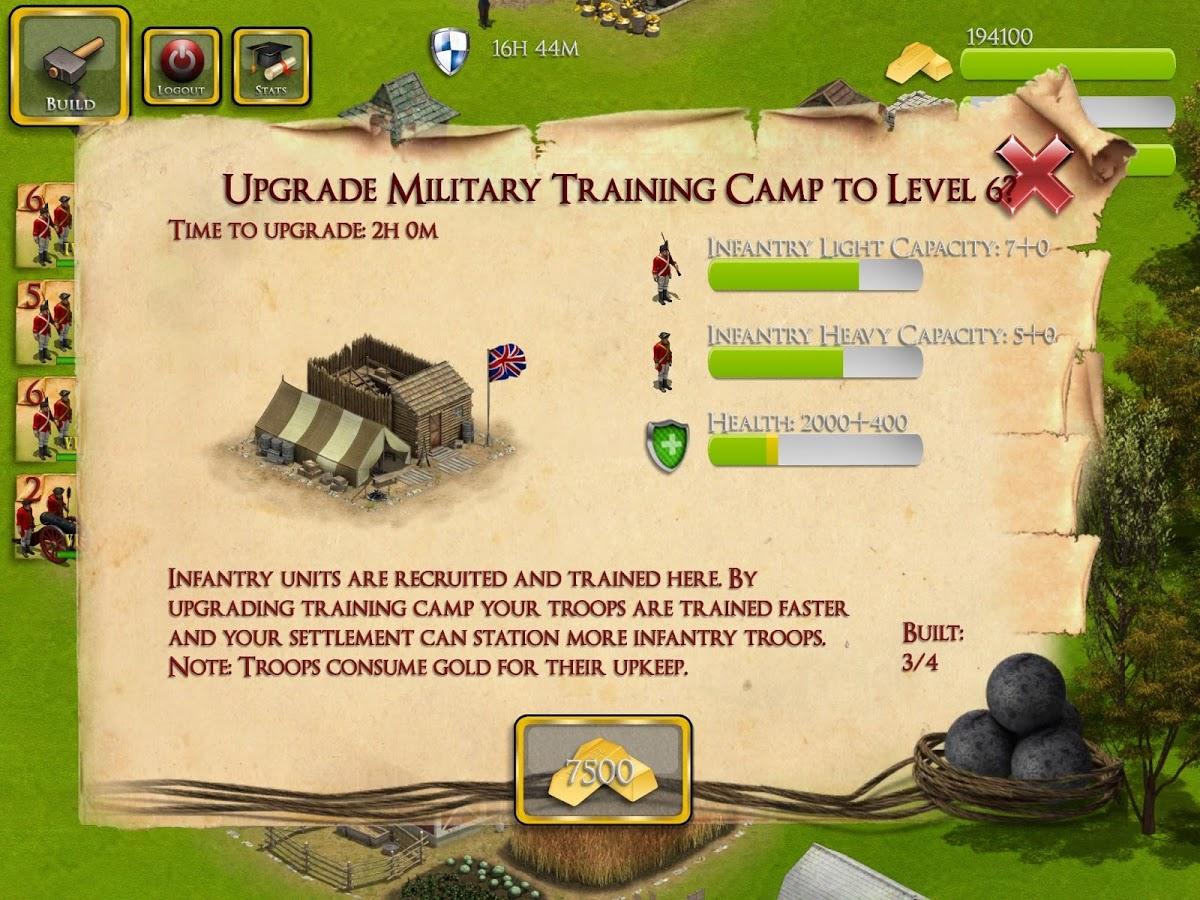 BUILD
LOGOUT
STATS
16H 44M
194100
UPGRADE MILITARY TRAINING CAMP TO LEVEL 6?
TIME TO UPGRADE: 2H 0M
INFANTRY LIGHT CAPACITY: 7+0
INFANTRY HEAVY CAPACITY: 5+0
HEALTH: 2000+400
6
5
6
2
INFANTRY UNITS ARE RECRUITED AND TRAINED HERE. BY
UPGRADING TRAINING CAMP YOUR TROOPS ARE TRAINED FASTER
AND YOUR SETTLEMENT CAN STATION MORE INFANTRY TROOPS.
NOTE: TROOPS CONSUME GOLD FOR THEIR UPKEEP.
BUILT:
3/4
7500